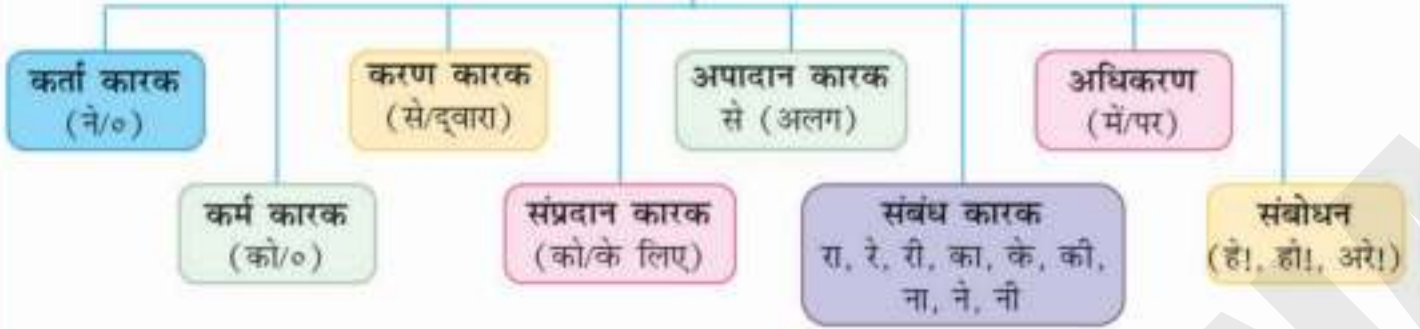 कर्ता कारक
(ने/०)
करण कारक
(से/द्वारा)
अपादान कारक
से (अलग)
अधिकरण
(में/पर)
कर्म कारक
(को/०)
संप्रदान कारक
(को/के लिए)
संबंध कारक
रा, रे, री, का, के, की,
ना, ने, नी
संबोधन
(हे!, हो!, अरे!)